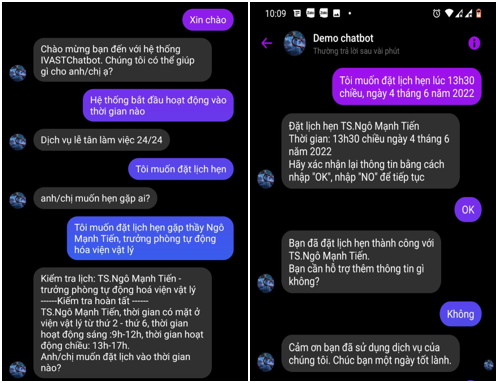 Xin chào
Chào mừng bạn đến với hệ thống
IVASTChatbot. Chúng tôi có thể giúp
gì cho anh/chị ạ?
Hệ thống bắt đầu hoạt động vào
thời gian nào
Dịch vụ lễ tân làm việc 24/24
Tôi muốn đặt lịch hẹn
anh/chị muốn hẹn gặp ai?
Tôi muốn đặt lịch hẹn gặp thầy Ngô
Mạnh Tiến, trưởng phòng tự động
hóa viện vật lý
Kiểm tra lịch: TS.Ngô Mạnh Tiến -
trưởng phòng tự động hoá viện vật lý
------Kiểm tra hoàn tất ------
TS.Ngô Mạnh Tiến, thời gian có mặt ở
viện vật lý từ thứ 2 - thứ 6, thời gian
hoạt động sáng :9h-12h, thời gian hoạt
động chiều: 13h-17h.
Anh/chị muốn đặt lịch vào thời gian
nào?
10:09
Demo chatbot
Thường trả lời sau vài phút
Tôi muốn đặt lịch hẹn lúc 13h30
chiều, ngày 4 tháng 6 năm 2022
Đặt lịch hẹn TS.Ngô Mạnh Tiến
Thời gian: 13h30 chiều ngày 4 tháng 6
năm 2022
Hãy xác nhận lại thông tin bằng cách
nhập "OK", nhập "NO" để tiếp tục
OK
Bạn đã đặt lịch hẹn thành công với
TS.Ngô Mạnh Tiến.
Bạn cần hỗ trợ thêm thông tin gì
không?
Không
Cảm ơn bạn đã sử dụng dịch vụ của
chúng tôi. Chúc bạn một ngày tốt lành.